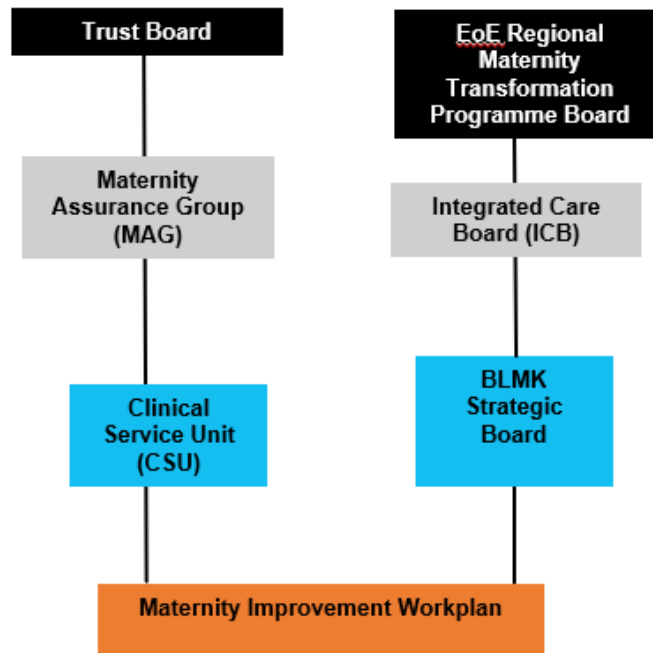 Trust Board
EoE Regional
Maternity
Transformation
Programme Board
Maternity
Assurance Group
(MAG)
Integrated Care
Board (ICB)
Clinical
Service Unit
(CSU)
BLMK
Strategic
Board
Maternity Improvement Workplan